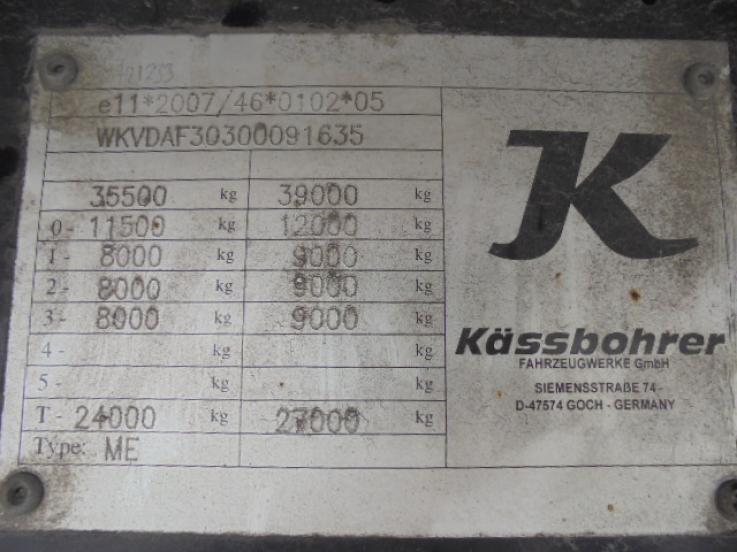 e11*2007/46*0102*05
WKVDAF30300091635
35500 kg 39000 kg
0- 11500 kg 12000 kg
1- 8000 kg 9000 kg
2- 8000 kg 9000 kg
3- 8000 kg 9000 kg
4- kg kg
5- kg kg
T- 24000 kg 27000 kg
Type: ME
K
Kässbohrer
FAHRZEUGWERKE GmbH
SIEMENSSTRAßE 74 -
D-47574 GOCH - GERMANY